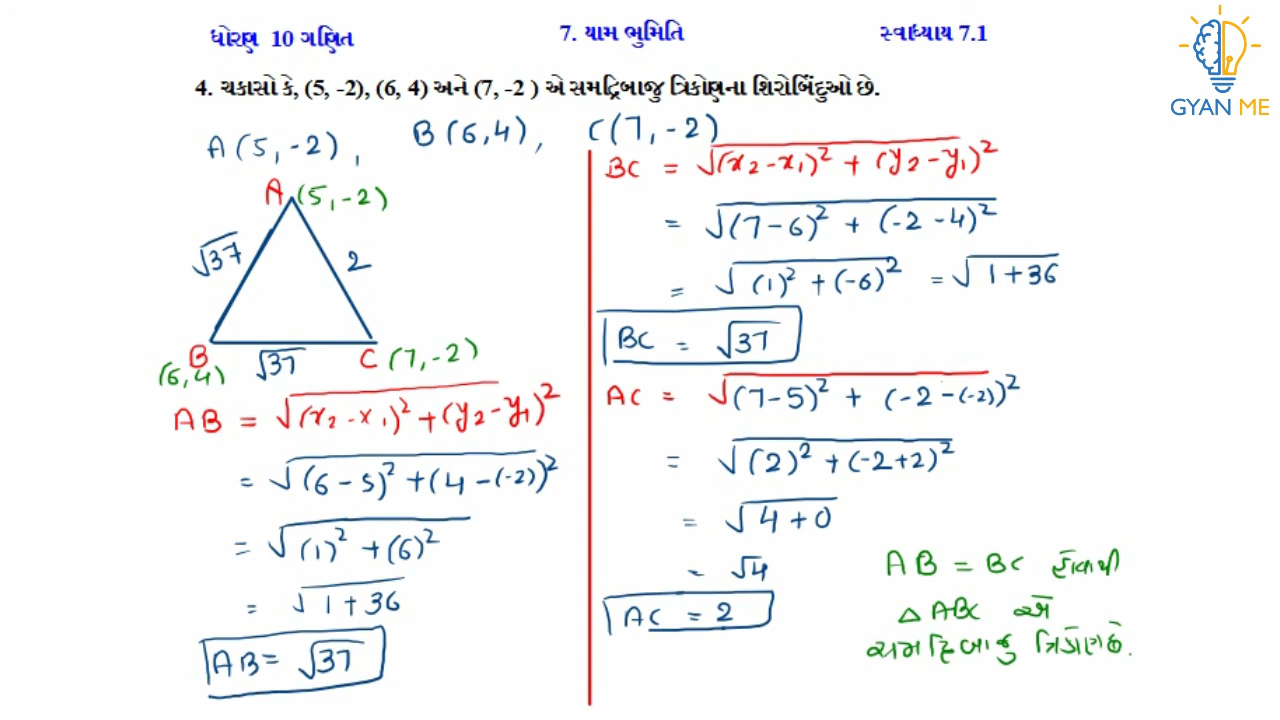 ધોરણ 10 ગણિત
7. યામ ભુમિતિ
સ્વાધ્યાય 7.1
GYAN ME
4. ચકાસો કે, (5, -2), (6, 4) અને (7, -2 ) એ સમદ્વિબાજુ ત્રિકોણના શિરોબિંદુઓ છે.
A (5, -2), B (6,4), C(7, -2)
A (5, -2)
√37
2
B
√37
C (7, -2)
(6, 4)
AB = √(x₂-x₁)² + (y₂-y₁)²
= √(6-5)² + (4-(-2))²
= √(1)² + (6)²
= √1+36
AB = √37
BC = √(x₂-x₁)² + (y₂-y₁)²
= √(7-6)² + (-2-4)²
= √(1)² + (-6)² = √1+36
BC = √37
AC = √(7-5)² + (-2-(-2))²
= √(2)² + (-2+2)²
= √4+0
= √4
AC = 2
AB = BC હોવાથી
△ ABC એ
સમદ્વિબાજુ ત્રિકોણ છે.